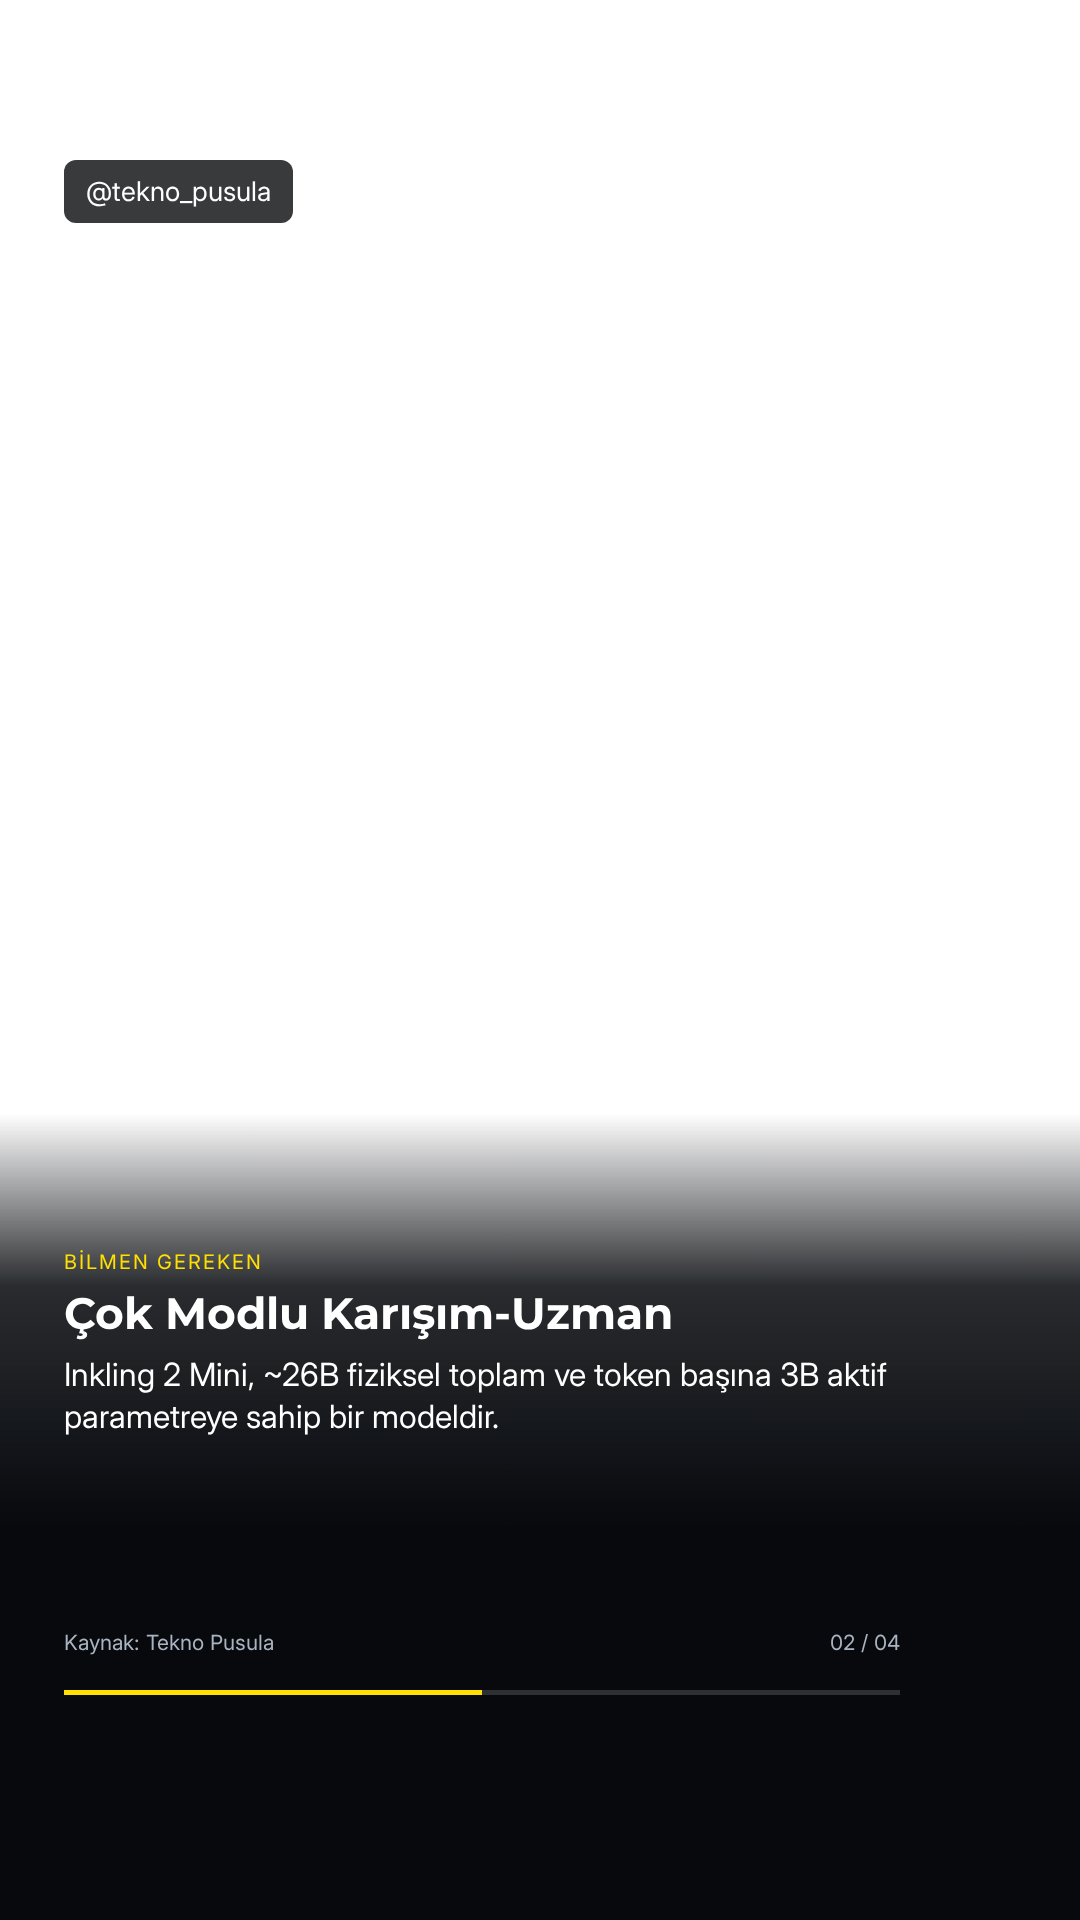 @tekno_pusula
BİLMEN GEREKEN
Çok Modlu Karışım-Uzman
Inkling 2 Mini, ~26B fiziksel toplam ve token başına 3B aktif
parametreye sahip bir modeldir.
Kaynak: Tekno Pusula
02 / 04